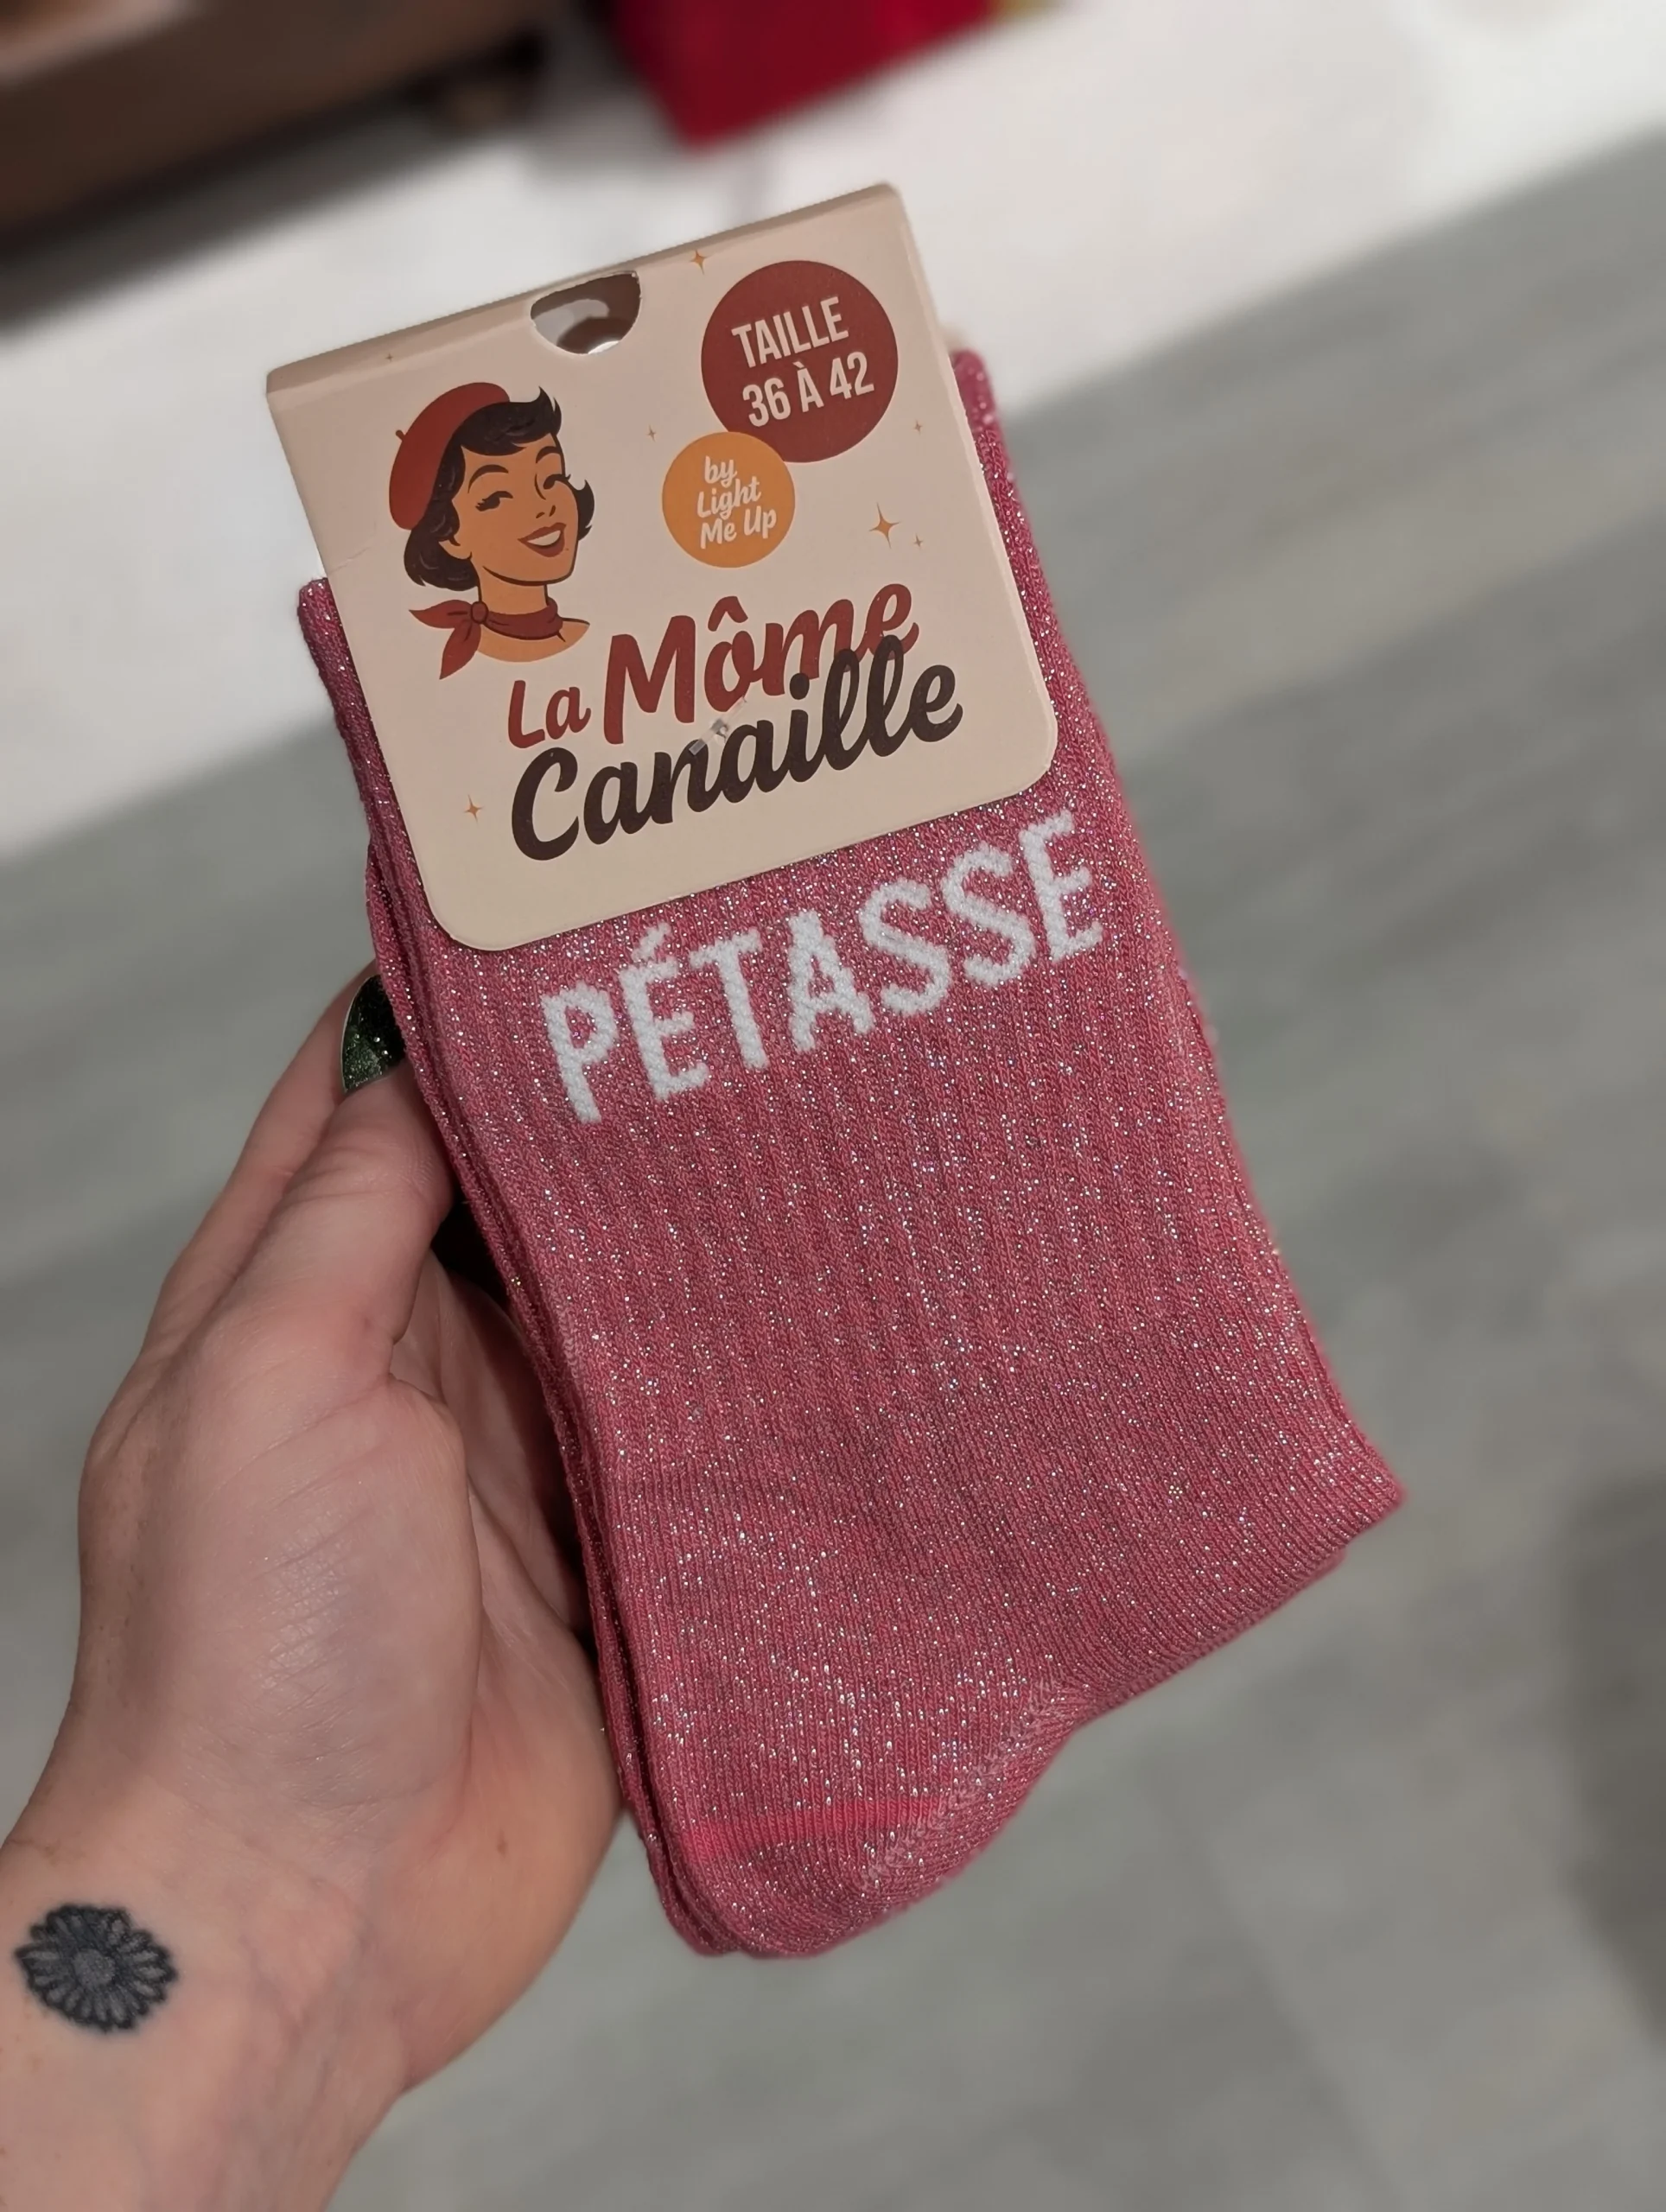 TAILLE
36 À 42
by
Light
Me Up
La Môme
Canaille
PÉTASSE